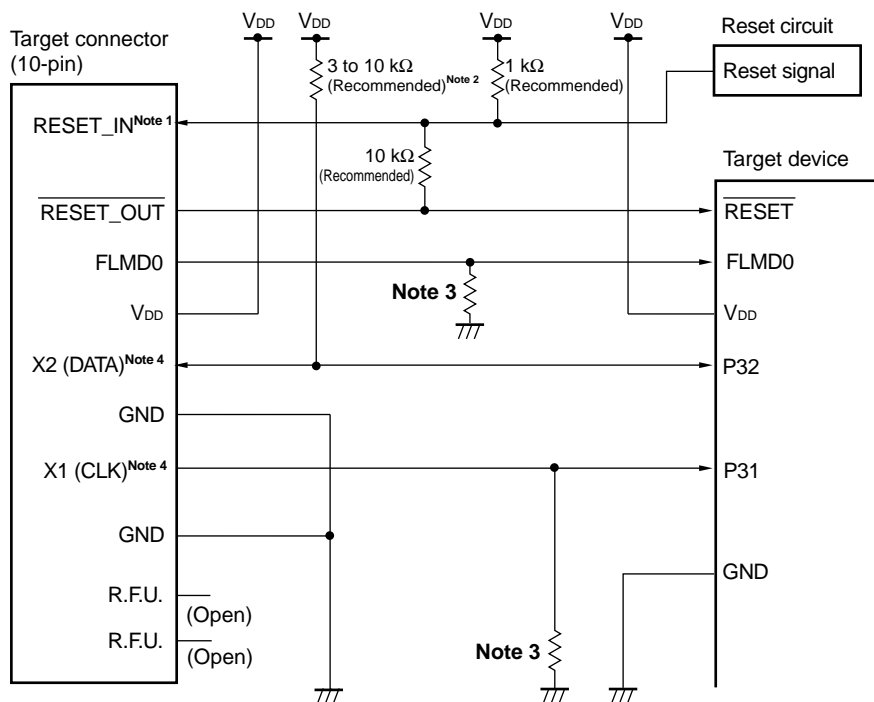 VDD VDD VDD VDD
Reset circuit
Target connector
(10-pin)
3 to 10 kΩ
(Recommended)Note 2
1 kΩ
(Recommended)
Reset signal
RESET_INNote 1
10 kΩ
(Recommended)
Target device
RESET_OUT
RESET
FLMD0
FLMD0
Note 3
VDD
VDD
X2 (DATA)Note 4
P32
GND
X1 (CLK)Note 4
P31
GND
GND
R.F.U.
(Open)
R.F.U.
(Open)
Note 3